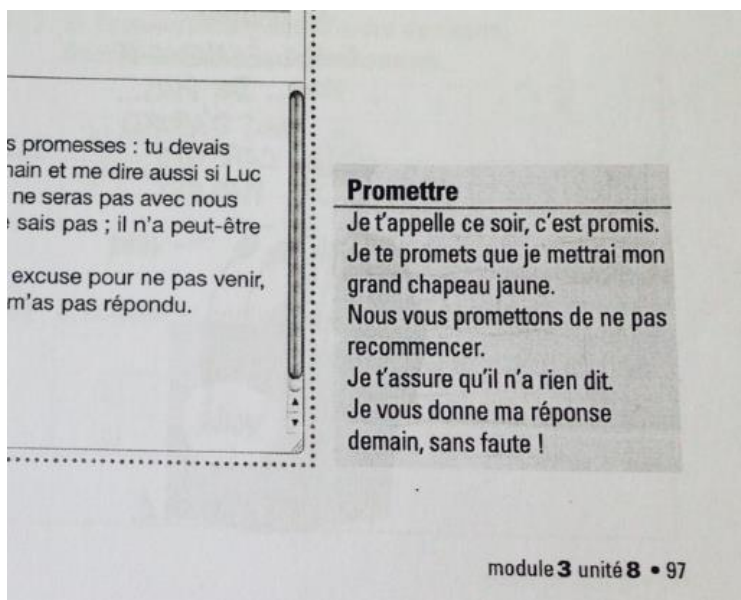 s promesses : tu devais
main et me dire aussi si Luc
ne seras pas avec nous
sais pas ; il n'a peut-être
excuse pour ne pas venir,
m'as pas répondu.
Promettre
Je t'appelle ce soir, c'est promis.
Je te promets que je mettrai mon
grand chapeau jaune.
Nous vous promettons de ne pas
recommencer.
Je t'assure qu'il n'a rien dit.
Je vous donne ma réponse
demain, sans faute !
module 3 unité 8 • 97